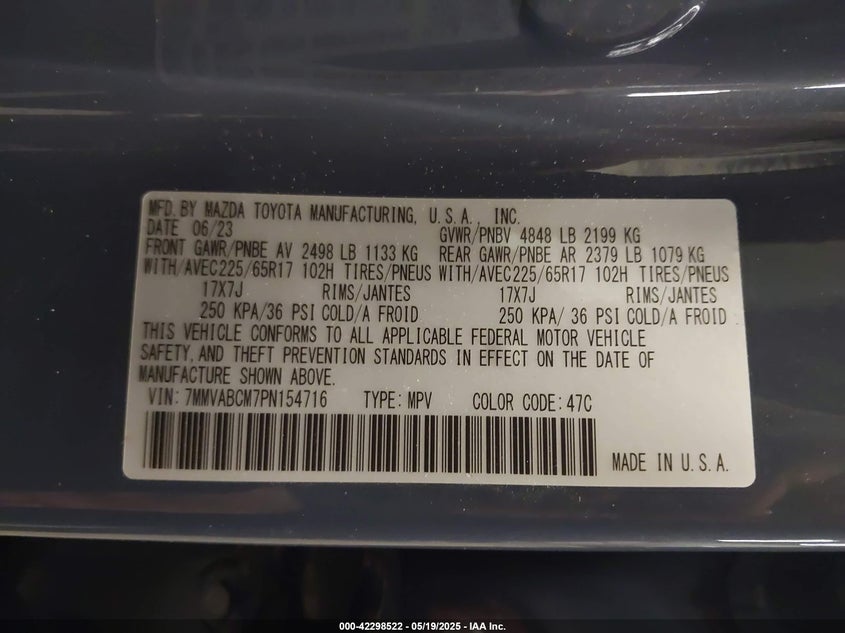 MFD. BY MAZDA TOYOTA MANUFACTURING, U.S.A., INC.
DATE 06/23 GVWR/PNBV 4848 LB 2199 KG
FRONT GAWR/PNBE AV 2498 LB 1133 KG REAR GAWR/PNBE AR 2379 LB 1079 KG
WITH/AVEC225/65R17 102H TIRES/PNEUS WITH/AVEC225/65R17 102H TIRES/PNEUS
17X7J RIMS/JANTES 17X7J RIMS/JANTES
250 KPA/36 PSI COLD/A FROID 250 KPA/ 36 PSI COLD/A FROID
THIS VEHICLE CONFORMS TO ALL APPLICABLE FEDERAL MOTOR VEHICLE
SAFETY, AND THEFT PREVENTION STANDARDS IN EFFECT ON THE DATE OF
MANUFACTURE SHOWN ABOVE.
VIN: 7MMVABCM7PN154716 TYPE: MPV COLOR CODE: 47C
MADE IN U.S.A.
000-42298522 — 05/19/2025 — IAA Inc.